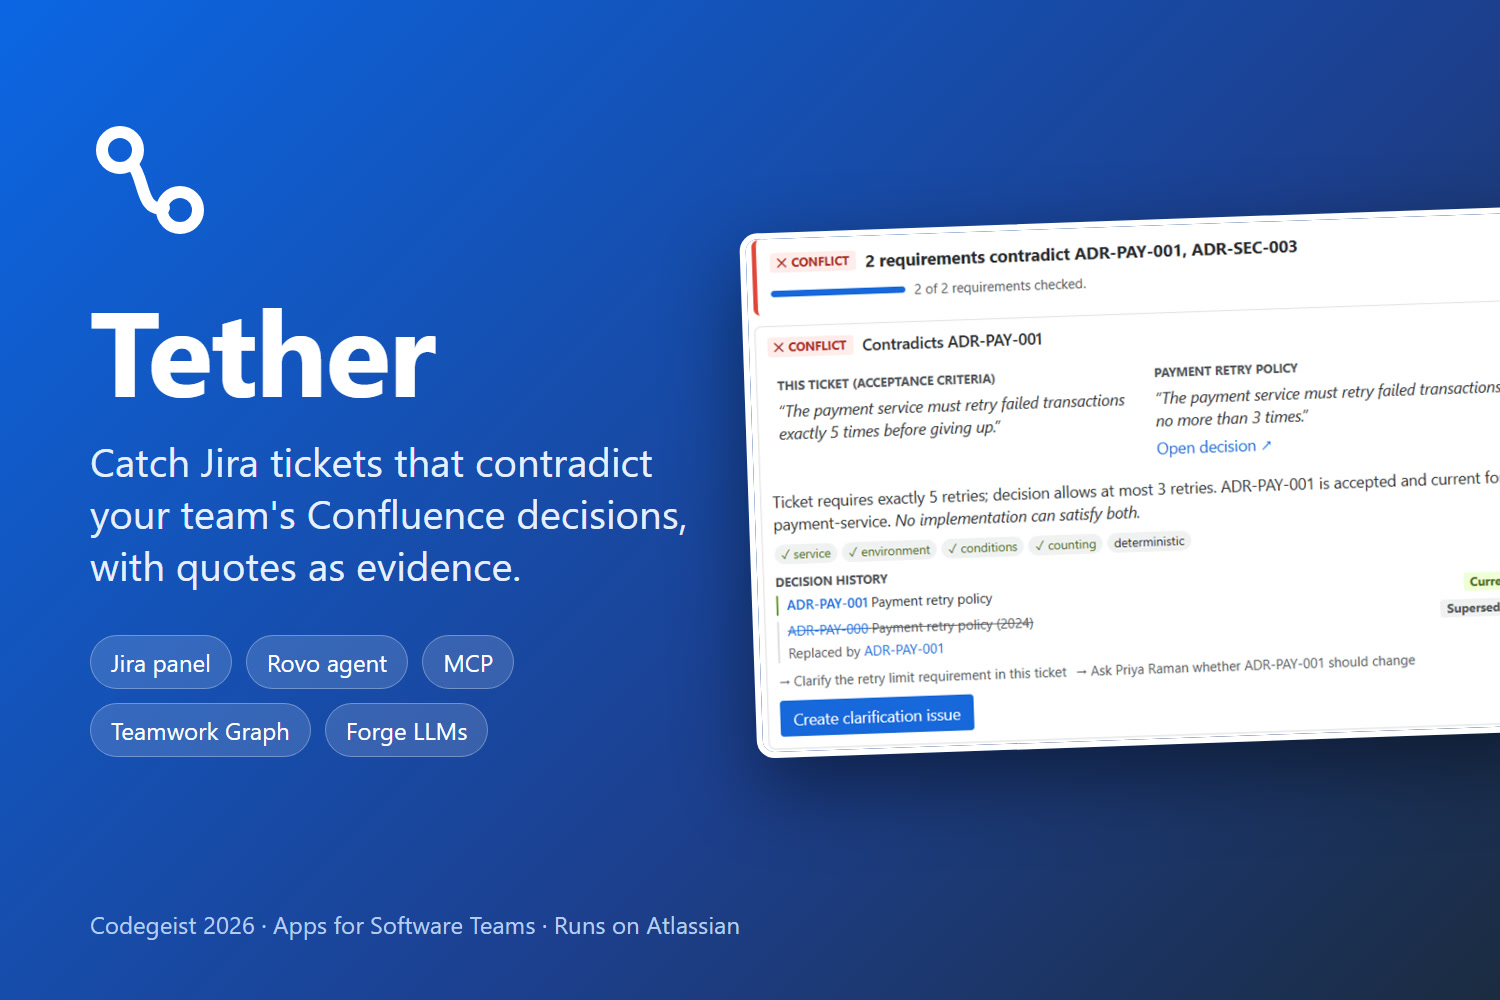 Tether
Catch Jira tickets that contradict
your team's Confluence decisions,
with quotes as evidence.
Jira panel
Rovo agent
MCP
Teamwork Graph
Forge LLMs
Codegeist 2026 · Apps for Software Teams · Runs on Atlassian
× CONFLICT 2 requirements contradict ADR-PAY-001, ADR-SEC-003
2 of 2 requirements checked.
× CONFLICT Contradicts ADR-PAY-001
THIS TICKET (ACCEPTANCE CRITERIA)
“The payment service must retry failed transactions
exactly 5 times before giving up.”
PAYMENT RETRY POLICY
“The payment service must retry failed transactions
no more than 3 times.”
Open decision ↗
Ticket requires exactly 5 retries; decision allows at most 3 retries. ADR-PAY-001 is accepted and current for
payment-service. No implementation can satisfy both.
✓ service ✓ environment ✓ conditions ✓ counting deterministic
DECISION HISTORY
ADR-PAY-001 Payment retry policy
ADR-PAY-000 Payment retry policy (2024)
Replaced by ADR-PAY-001
→ Clarify the retry limit requirement in this ticket → Ask Priya Raman whether ADR-PAY-001 should change
Create clarification issue